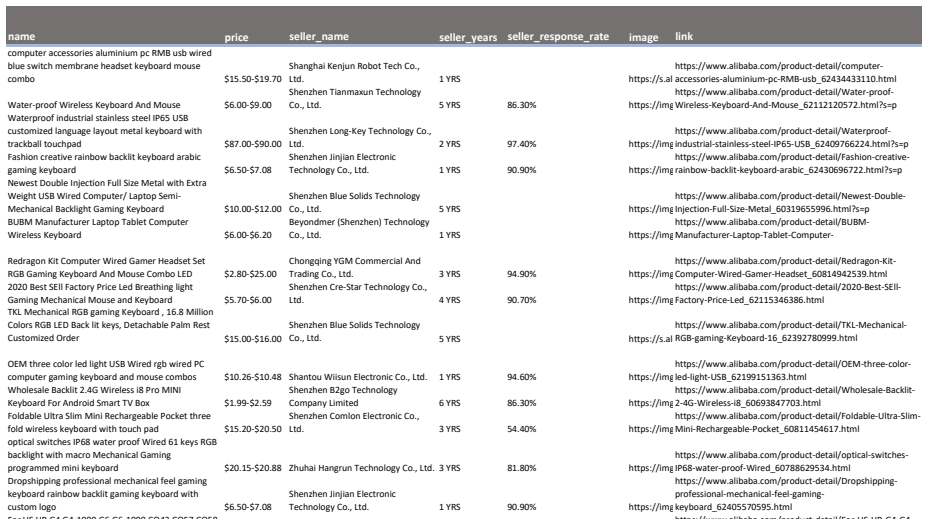 name price seller_name seller_years seller_response_rate image link
computer accessories aluminium pc RMB usb wired
blue switch membrane headset keyboard mouse Shanghai Kenjun Robot Tech Co., https://www.alibaba.com/product-detail/computer-
combo $15.50-$19.70 Ltd. 1 YRS https://s.al accessories-aluminium-pc-RMB-usb_62434433110.html
Shenzhen Tianmaxun Technology https://www.alibaba.com/product-detail/Water-proof-
Water-proof Wireless Keyboard And Mouse $6.00-$9.00 Co., Ltd. 5 YRS 86.30% https://img Wireless-Keyboard-And-Mouse_62112120572.html?s=p
Waterproof industrial stainless steel IP65 USB
customized language layout metal keyboard with Shenzhen Long-Key Technology Co., https://www.alibaba.com/product-detail/Waterproof-
trackball touchpad $87.00-$90.00 Ltd. 2 YRS 97.40% https://img industrial-stainless-steel-IP65-USB_62409766224.html?s=p
Fashion creative rainbow backlit keyboard arabic Shenzhen Jinjian Electronic https://www.alibaba.com/product-detail/Fashion-creative-
gaming keyboard $6.50-$7.08 Technology Co., Ltd. 1 YRS 90.90% https://img rainbow-backlit-keyboard-arabic_62430696722.html?s=p
Newest Double Injection Full Size Metal with Extra
Weight USB Wired Computer/ Laptop Semi- Shenzhen Blue Solids Technology https://www.alibaba.com/product-detail/Newest-Double-
Mechanical Backlight Gaming Keyboard $10.00-$12.00 Co., Ltd. 5 YRS https://img Injection-Full-Size-Metal_60319655996.html?s=p
BUBM Manufacturer Laptop Tablet Computer Beyondmer (Shenzhen) Technology https://www.alibaba.com/product-detail/BUBM-
Wireless Keyboard $6.00-$6.20 Co., Ltd. 1 YRS https://img Manufacturer-Laptop-Tablet-Computer-
Redragon Kit Computer Wired Gamer Headset Set Chongqing YGM Commercial And https://www.alibaba.com/product-detail/Redragon-Kit-
RGB Gaming Keyboard And Mouse Combo LED $2.80-$25.00 Trading Co., Ltd. 3 YRS 94.90% https://img Computer-Wired-Gamer-Headset_60814942539.html
2020 Best SEll Factory Price Led Breathing light Shenzhen Cre-Star Technology Co., https://www.alibaba.com/product-detail/2020-Best-SEll-
Gaming Mechanical Mouse and Keyboard $5.70-$6.00 Ltd. 4 YRS 90.70% https://img Factory-Price-Led_62115346386.html
TKL Mechanical RGB gaming Keyboard , 16.8 Million
Colors RGB LED Back lit keys, Detachable Palm Rest Shenzhen Blue Solids Technology https://www.alibaba.com/product-detail/TKL-Mechanical-
Customized Order $15.00-$16.00 Co., Ltd. 5 YRS https://s.al RGB-gaming-Keyboard-16_62392780999.html
OEM three color led light USB Wired rgb wired PC https://www.alibaba.com/product-detail/OEM-three-color-
computer gaming keyboard and mouse combos $10.26-$10.48 Shantou Wiisun Electronic Co., Ltd. 1 YRS 94.60% https://img led-light-USB_62199151363.html
Wholesale Backlit 2.4G Wireless i8 Pro MINI Shenzhen B2go Technology https://www.alibaba.com/product-detail/Wholesale-Backlit-
Keyboard For Android Smart TV Box $1.99-$2.59 Company Limited 6 YRS 86.30% https://img 2-4G-Wireless-i8_60693847703.html
Foldable Ultra Slim Mini Rechargeable Pocket three Shenzhen Comlon Electronic Co., https://www.alibaba.com/product-detail/Foldable-Ultra-Slim-
fold wireless keyboard with touch pad $15.20-$20.50 Ltd. 3 YRS 54.40% https://img Mini-Rechargeable-Pocket_60811454617.html
optical switches IP68 water proof Wired 61 keys RGB
backlight with macro Mechanical Gaming https://www.alibaba.com/product-detail/optical-switches-
programmed mini keyboard $20.15-$20.88 Zhuhai Hangrun Technology Co., Ltd. 3 YRS 81.80% https://img IP68-water-proof-Wired_60788629534.html
Dropshipping professional mechanical feel gaming https://www.alibaba.com/product-detail/Dropshipping-
keyboard rainbow backlit gaming keyboard with Shenzhen Jinjian Electronic professional-mechanical-feel-gaming-
custom logo $6.50-$7.08 Technology Co., Ltd. 1 YRS 90.90% https://img keyboard_62405570595.html